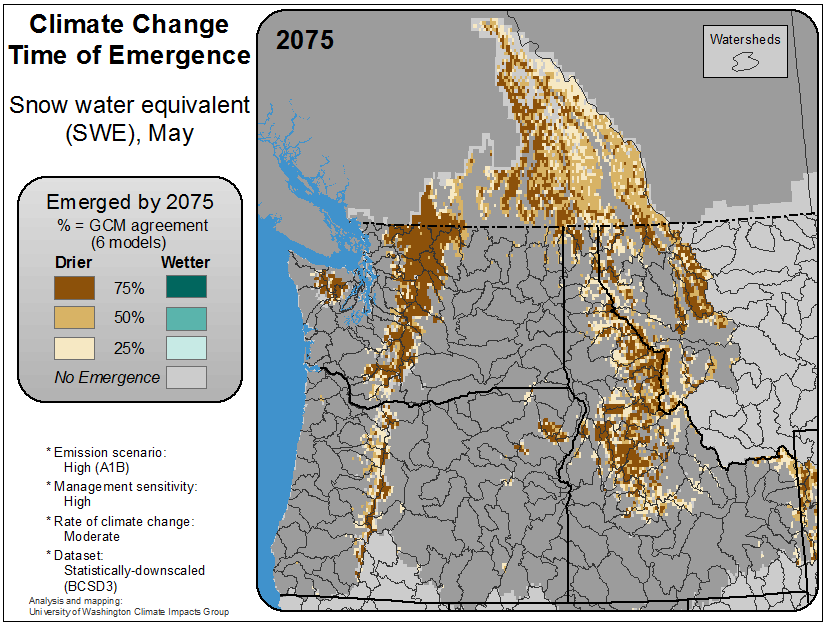 Climate Change
Time of Emergence
Snow water equivalent
(SWE), May
Emerged by 2075
% = GCM agreement
(6 models)
Drier Wetter
75%
50%
25%
No Emergence
* Emission scenario:
High (A1B)
* Management sensitivity:
High
* Rate of climate change:
Moderate
* Dataset:
Statistically-downscaled
(BCSD3)
Analysis and mapping:
University of Washington Climate Impacts Group
2075
Watersheds